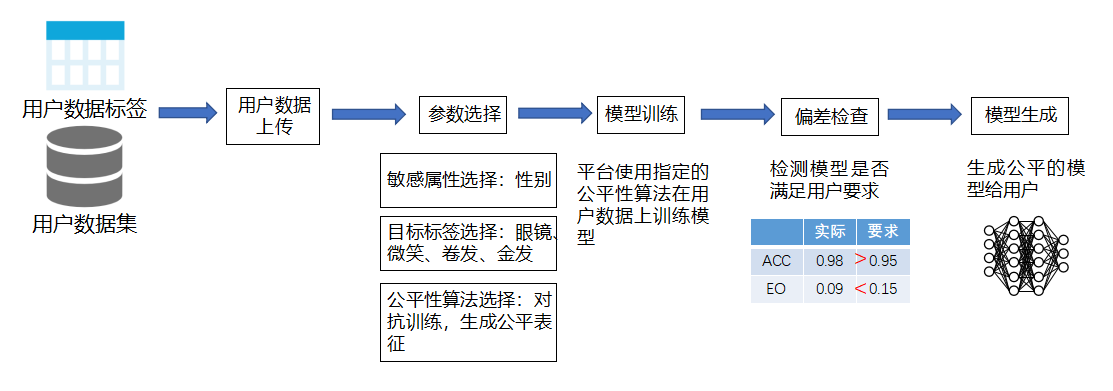 用户数据标签
用户数据集
用户数据
上传
参数选择
敏感属性选择：性别
目标标签选择：眼镜、
微笑、卷发、金发
公平性算法选择：对
抗训练，生成公平表
征
模型训练
平台使用指定的
公平性算法在用
户数据上训练模
型
偏差检查
检测模型是否
满足用户要求
实际 要求
ACC 0.98 > 0.95
EO 0.09 < 0.15
模型生成
生成公平的模
型给用户